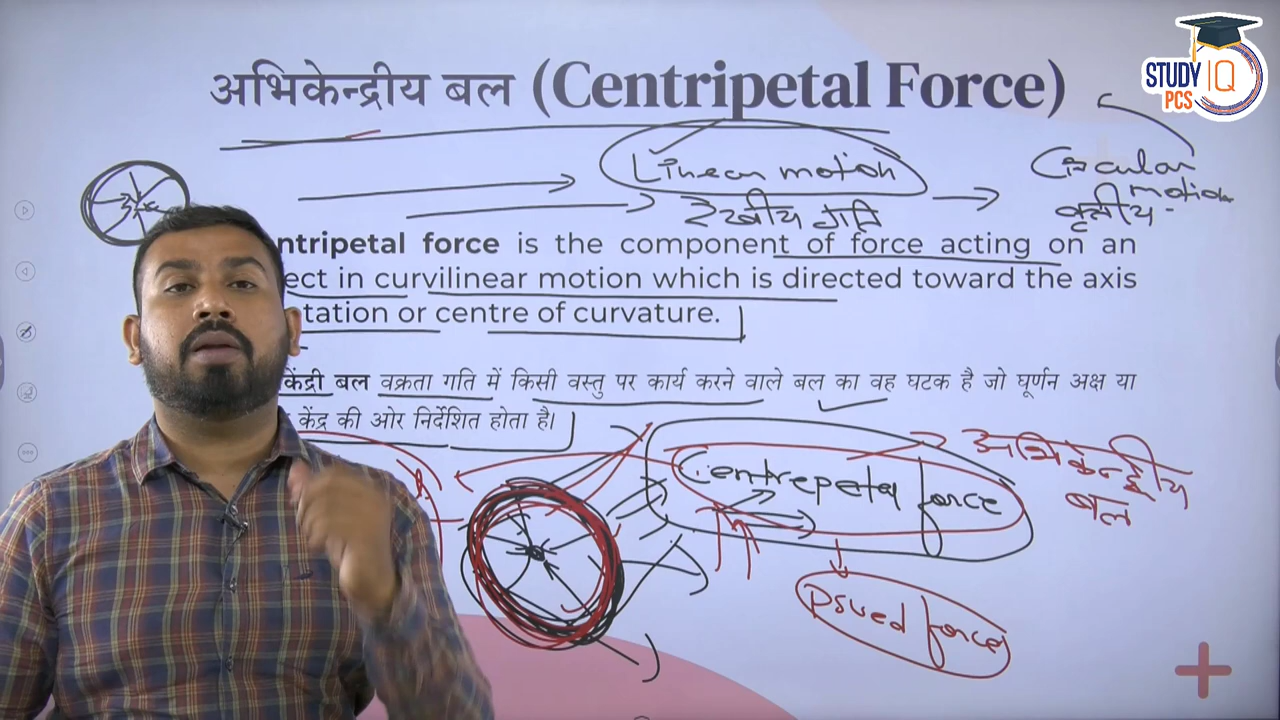 अभिकेन्द्रीय बल (Centripetal Force)
STUDY IQ
PCS
Linear motion
रेखीय गति
Circular
motion
वृत्तीय
ntripetal force is the component of force acting on an
ect in curvilinear motion which is directed toward the axis
tation or centre of curvature.
केंद्री बल वक्रता गति में किसी वस्तु पर कार्य करने वाले बल का वह घटक है जो घूर्णन अक्ष या
केंद्र की ओर निर्देशित होता है।
Centrepetal force
अभिकेन्द्रीय
बल
Psued force